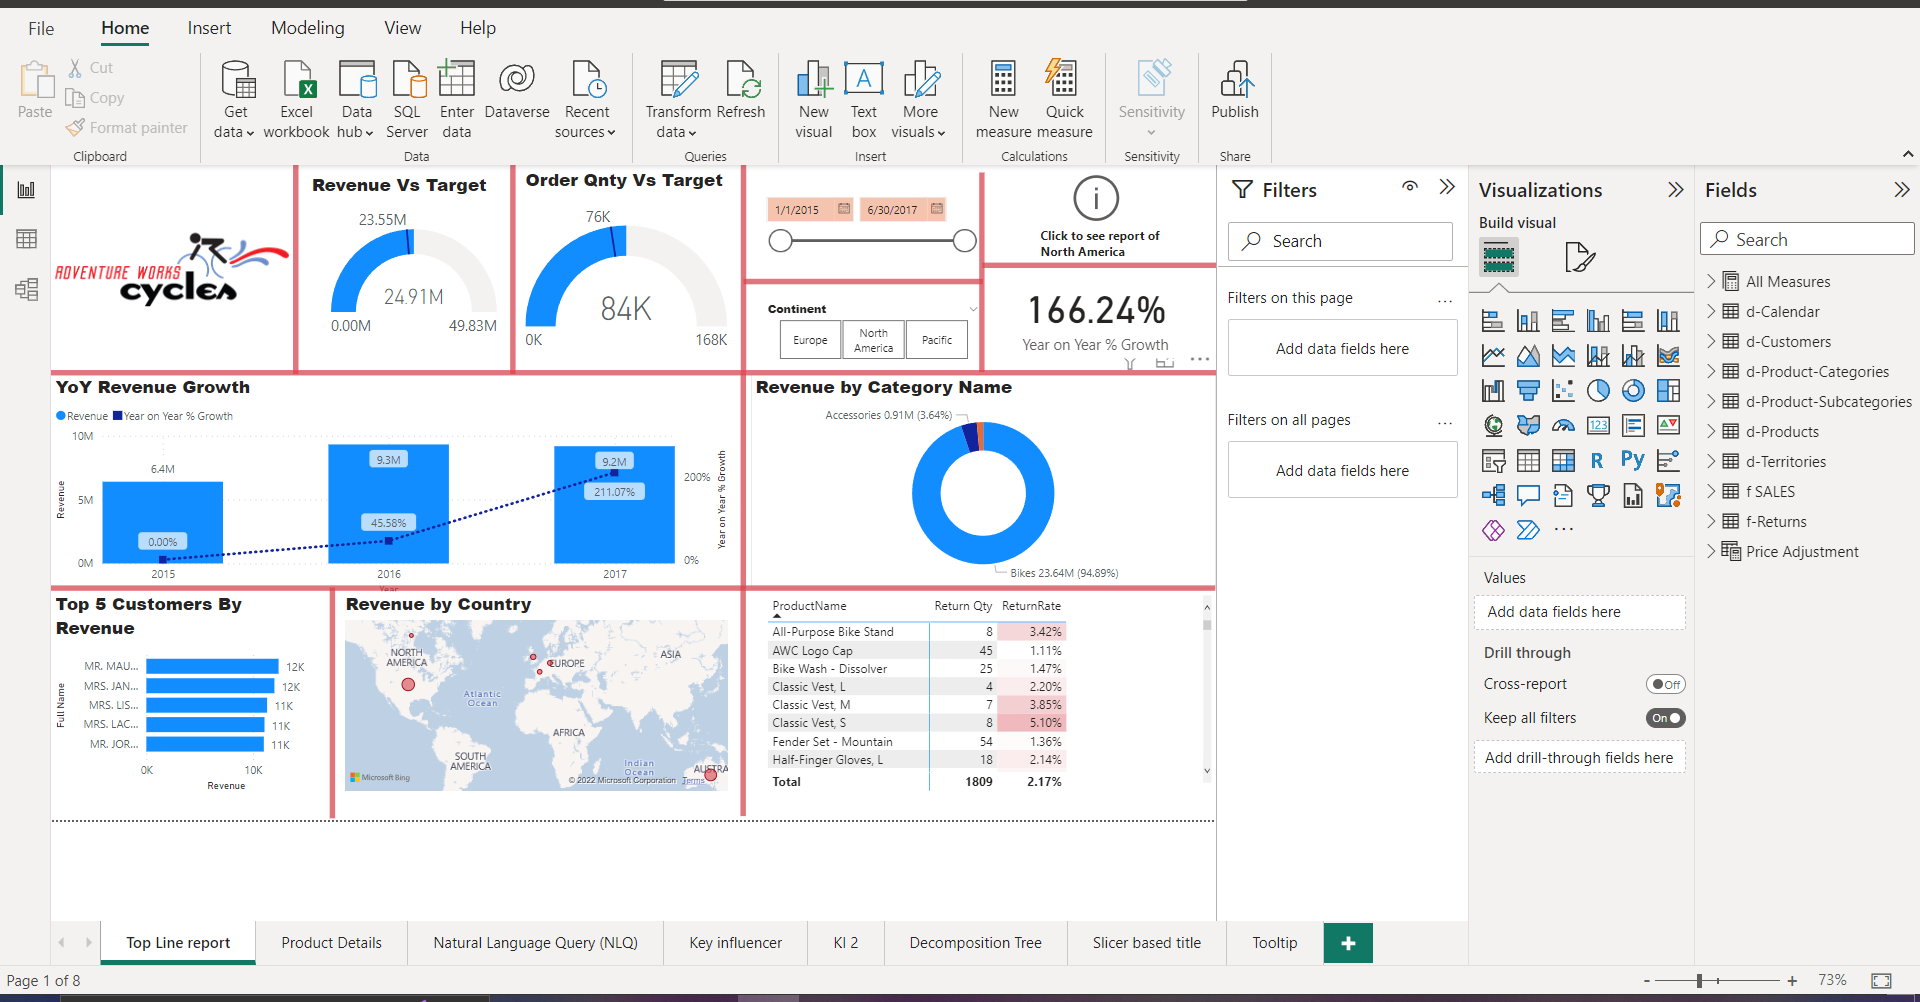 File Home Insert Modeling View Help
Paste
Cut
Copy
Format painter
Clipboard
Get data
Excel workbook
Data hub
SQL Server
Enter data
Dataverse
Recent sources
Data
Transform data
Refresh
Queries
New visual
Text box
More visuals
Insert
New measure
Quick measure
Calculations
Sensitivity
Sensitivity
Publish
Share
ADVENTURE WORKS
cycles
Revenue Vs Target
23.55M
24.91M
0.00M 49.83M
Order Qnty Vs Target
76K
84K
0K 168K
1/1/2015 6/30/2017
Continent
Europe
North America
Pacific
i
Click to see report of
North America
166.24%
Year on Year % Growth
YoY Revenue Growth
Revenue Year on Year % Growth
10M
5M
0M
Revenue
6.4M
0.00%
9.3M
45.58%
9.2M
211.07%
200%
0%
Year on Year % Growth
2015 2016 2017
Year
Revenue by Category Name
Accessories 0.91M (3.64%)
Bikes 23.64M (94.89%)
Top 5 Customers By
Revenue
Full Name
MR. MAU... 12K
MRS. JAN... 12K
MRS. LIS... 11K
MRS. LAC... 11K
MR. JOR... 11K
0K 10K
Revenue
Revenue by Country
NORTH AMERICA
EUROPE
ASIA
Atlantic Ocean
AFRICA
SOUTH AMERICA
Indian Ocean
AUSTRA
Microsoft Bing
© 2022 Microsoft Corporation Terms
ProductName Return Qty ReturnRate
All-Purpose Bike Stand 8 3.42%
AWC Logo Cap 45 1.11%
Bike Wash - Dissolver 25 1.47%
Classic Vest, L 4 2.20%
Classic Vest, M 7 3.85%
Classic Vest, S 8 5.10%
Fender Set - Mountain 54 1.36%
Half-Finger Gloves, L 18 2.14%
Total 1809 2.17%
Filters
Search
Filters on this page ...
Add data fields here
Filters on all pages ...
Add data fields here
Visualizations
Build visual
123
R Py
...
Values
Add data fields here
Drill through
Cross-report Off
Keep all filters On
Add drill-through fields here
Fields
Search
All Measures
d-Calendar
d-Customers
d-Product-Categories
d-Product-Subcategories
d-Products
d-Territories
f SALES
f-Returns
Price Adjustment
Top Line report Product Details Natural Language Query (NLQ) Key influencer KI 2 Decomposition Tree Slicer based title Tooltip +
Page 1 of 8 - + 73%